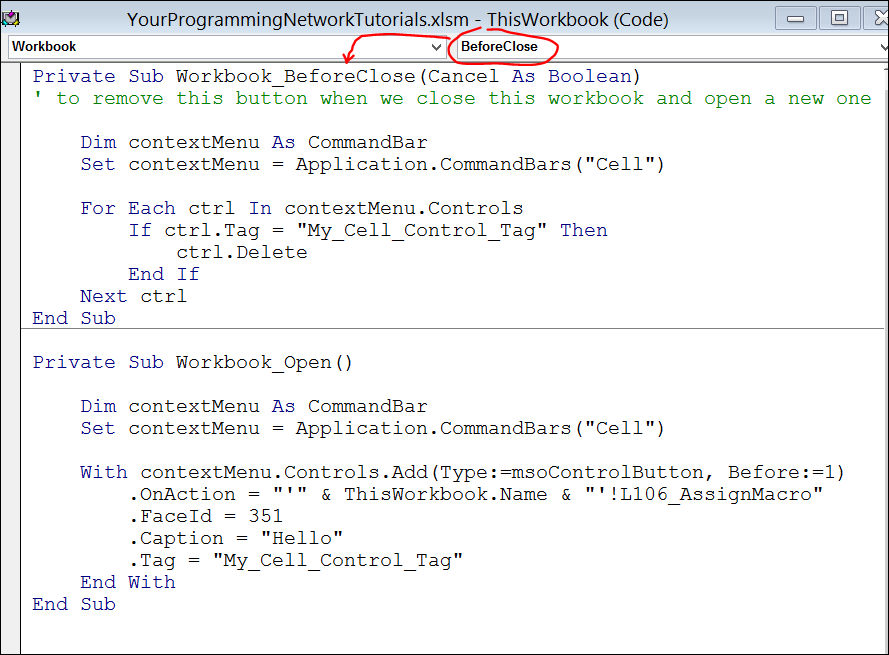 YourProgrammingNetworkTutorials.xlsm - ThisWorkbook (Code)
Workbook
BeforeClose
Private Sub Workbook_BeforeClose(Cancel As Boolean)
' to remove this button when we close this workbook and open a new one
Dim contextMenu As CommandBar
Set contextMenu = Application.CommandBars("Cell")
For Each ctrl In contextMenu.Controls
If ctrl.Tag = "My_Cell_Control_Tag" Then
ctrl.Delete
End If
Next ctrl
End Sub
Private Sub Workbook_Open()
Dim contextMenu As CommandBar
Set contextMenu = Application.CommandBars("Cell")
With contextMenu.Controls.Add(Type:=msoControlButton, Before:=1)
.OnAction = "'" & ThisWorkbook.Name & "'!L106_AssignMacro"
.FaceId = 351
.Caption = "Hello"
.Tag = "My_Cell_Control_Tag"
End With
End Sub